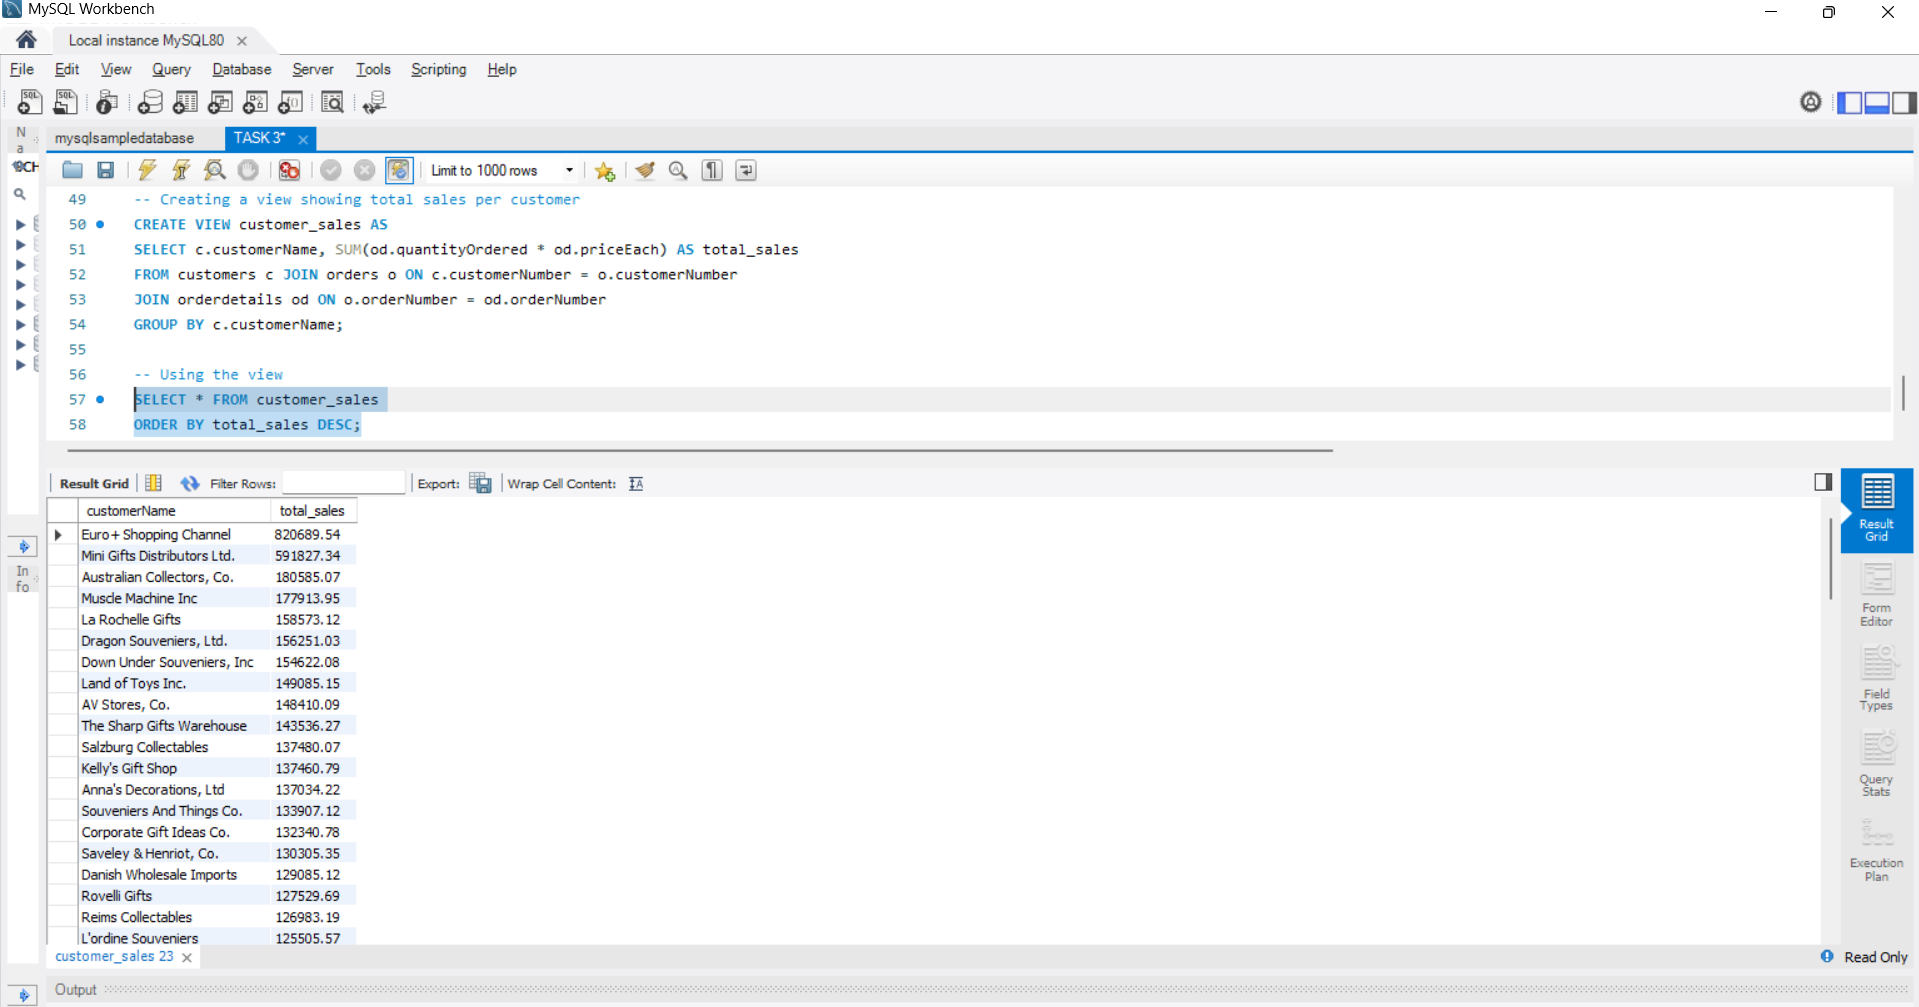 MySQL Workbench
Local instance MySQL80
File Edit View Query Database Server Tools Scripting Help
Na
SCH
mysqlsampledatabase TASK 3*
Limit to 1000 rows
49 -- Creating a view showing total sales per customer
50 CREATE VIEW customer_sales AS
51 SELECT c.customerName, SUM(od.quantityOrdered * od.priceEach) AS total_sales
52 FROM customers c JOIN orders o ON c.customerNumber = o.customerNumber
53 JOIN orderdetails od ON o.orderNumber = od.orderNumber
54 GROUP BY c.customerName;
55
56 -- Using the view
57 SELECT * FROM customer_sales
58 ORDER BY total_sales DESC;
Result Grid Filter Rows: Export: Wrap Cell Content:
customerName total_sales
Euro+ Shopping Channel 820689.54
Mini Gifts Distributors Ltd. 591827.34
Australian Collectors, Co. 180585.07
Muscle Machine Inc 177913.95
La Rochelle Gifts 158573.12
Dragon Souveniers, Ltd. 156251.03
Down Under Souveniers, Inc 154622.08
Land of Toys Inc. 149085.15
AV Stores, Co. 148410.09
The Sharp Gifts Warehouse 143536.27
Salzburg Collectables 137480.07
Kelly's Gift Shop 137460.79
Anna's Decorations, Ltd 137034.22
Souveniers And Things Co. 133907.12
Corporate Gift Ideas Co. 132340.78
Saveley & Henriot, Co. 130305.35
Danish Wholesale Imports 129085.12
Rovelli Gifts 127529.69
Reims Collectables 126983.19
L'ordine Souveniers 125505.57
Info
Result Grid
Form Editor
Field Types
Query Stats
Execution Plan
customer_sales 23 Read Only
Output